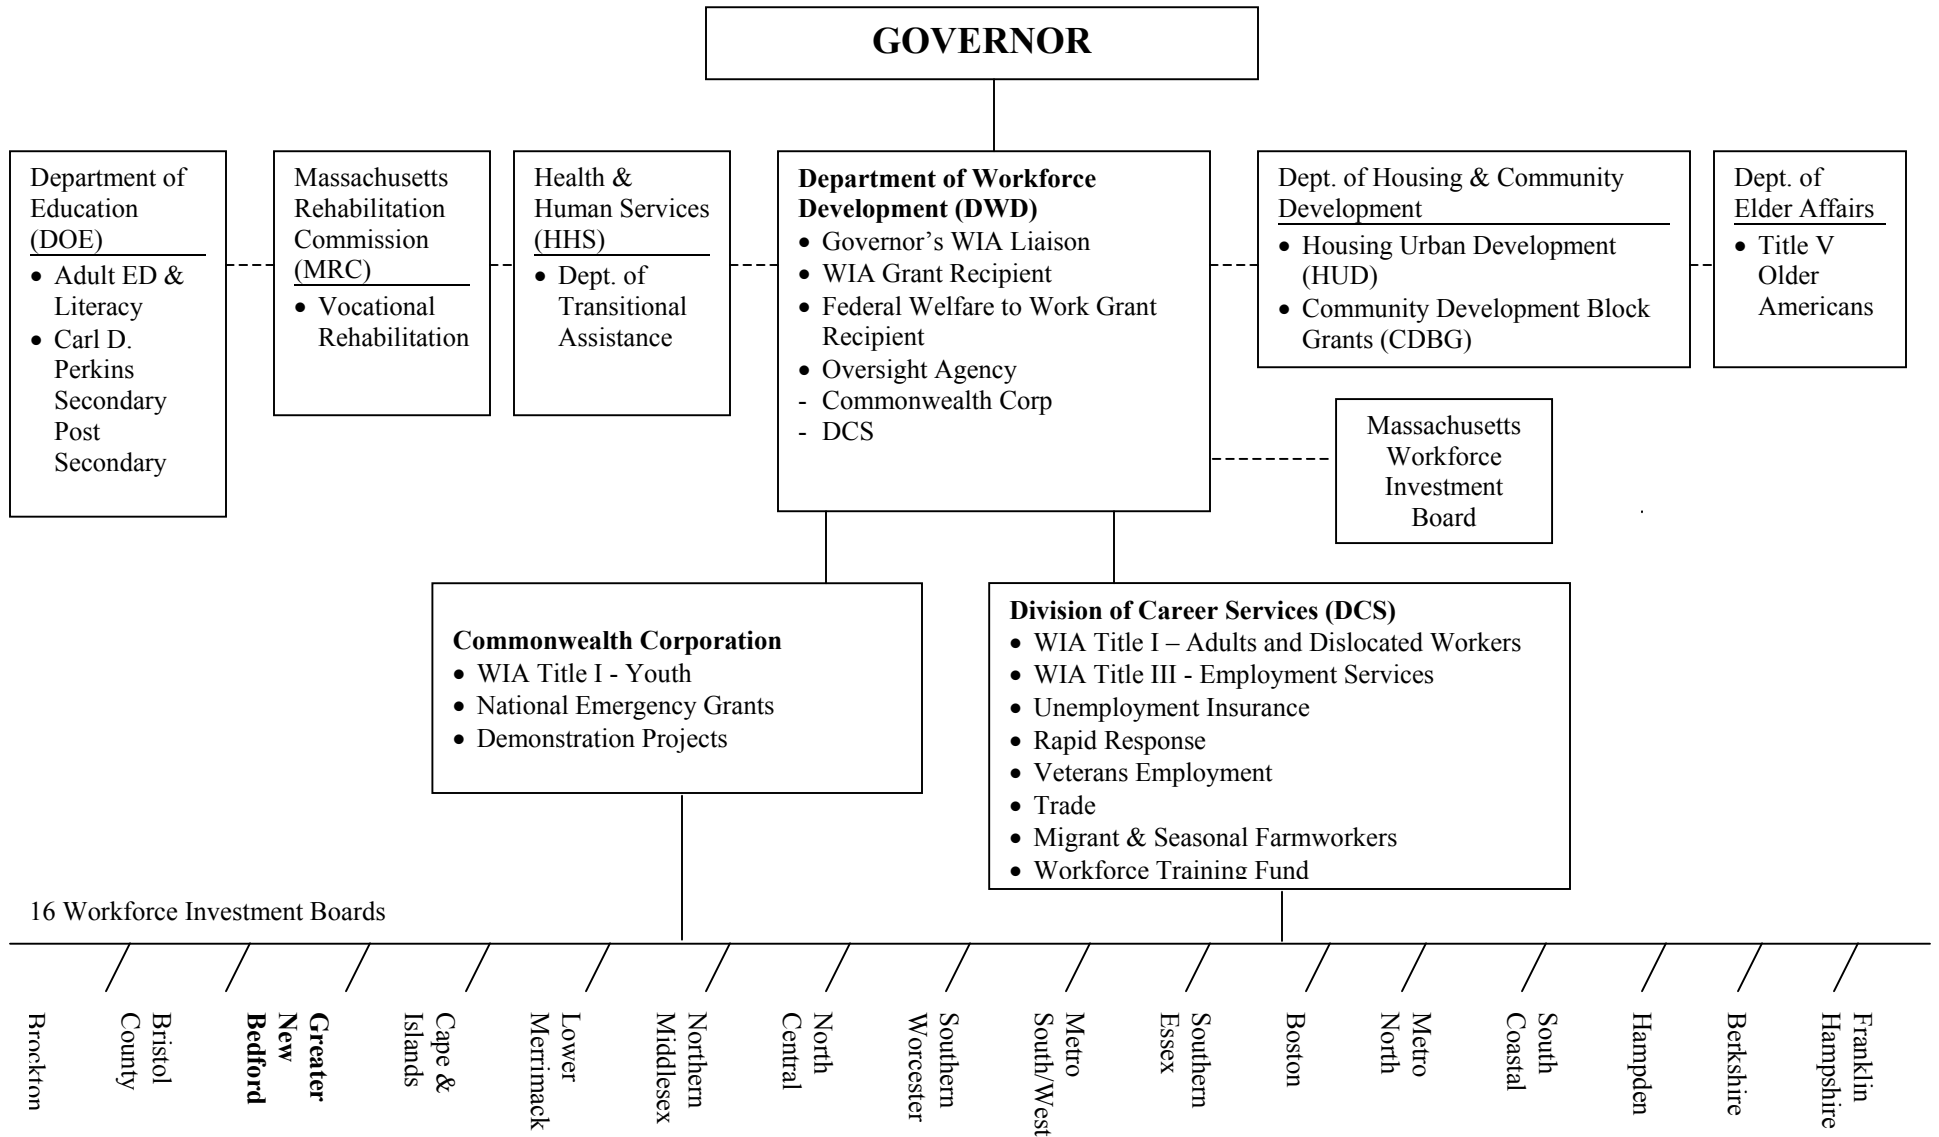 GOVERNOR
Department of
Education
(DOE)
• Adult ED &
Literacy
• Carl D.
Perkins
Secondary
Post
Secondary
Massachusetts
Rehabilitation
Commission
(MRC)
• Vocational
Rehabilitation
Health &
Human Services
(HHS)
• Dept. of
Transitional
Assistance
Department of Workforce
Development (DWD)
• Governor’s WIA Liaison
• WIA Grant Recipient
• Federal Welfare to Work Grant
Recipient
• Oversight Agency
- Commonwealth Corp
- DCS
Dept. of Housing & Community
Development
• Housing Urban Development
(HUD)
• Community Development Block
Grants (CDBG)
Dept. of
Elder Affairs
• Title V
Older
Americans
Massachusetts
Workforce
Investment
Board
Commonwealth Corporation
• WIA Title I - Youth
• National Emergency Grants
• Demonstration Projects
Division of Career Services (DCS)
• WIA Title I – Adults and Dislocated Workers
• WIA Title III - Employment Services
• Unemployment Insurance
• Rapid Response
• Veterans Employment
• Trade
• Migrant & Seasonal Farmworkers
• Workforce Training Fund
16 Workforce Investment Boards
Brockton
Bristol
County
Greater
New
Bedford
Cape &
Islands
Lower
Merrimack
Northern
Middlesex
North
Central
Southern
Worcester
Metro
South/West
Southern
Essex
Boston
Metro
North
South
Coastal
Hampden
Berkshire
Franklin
Hampshire